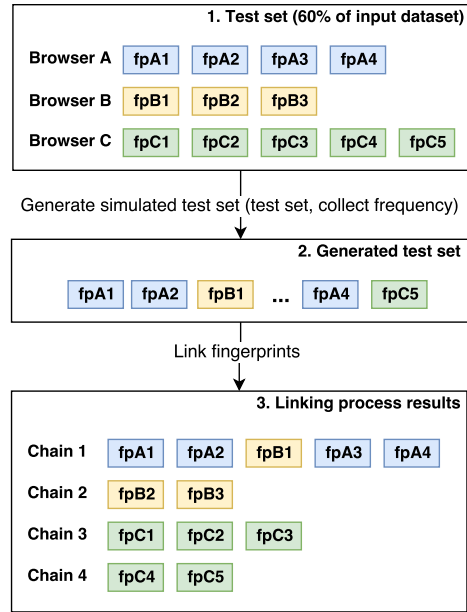 1. Test set (60% of input dataset)
Browser A fpA1 fpA2 fpA3 fpA4
Browser B fpB1 fpB2 fpB3
Browser C fpC1 fpC2 fpC3 fpC4 fpC5
Generate simulated test set (test set, collect frequency)
2. Generated test set
fpA1 fpA2 fpB1 ... fpA4 fpC5
Link fingerprints
3. Linking process results
Chain 1 fpA1 fpA2 fpB1 fpA3 fpA4
Chain 2 fpB2 fpB3
Chain 3 fpC1 fpC2 fpC3
Chain 4 fpC4 fpC5